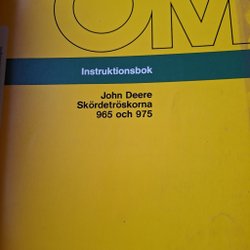 OM
Instruktionsbok
John Deere
Skördetröskorna
965 och 975